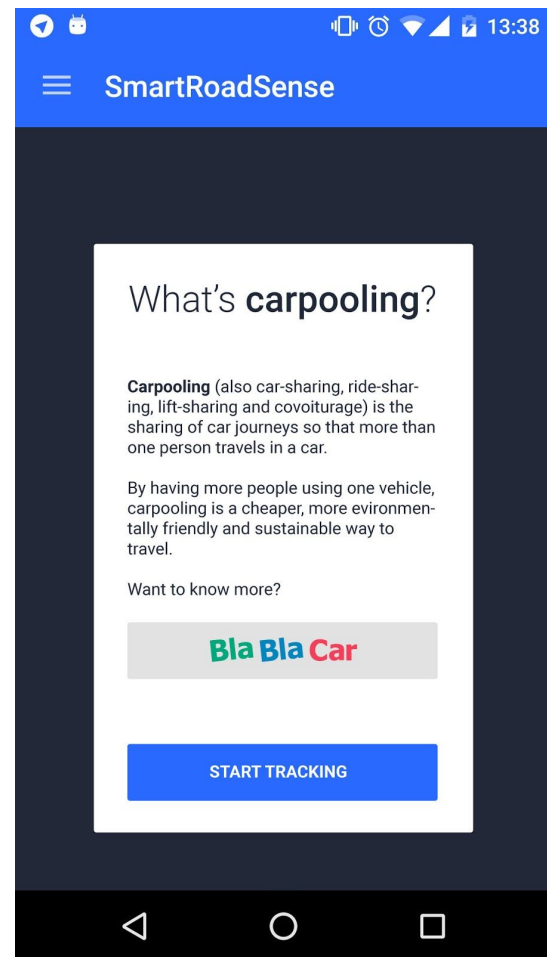 13:38
SmartRoadSense
What's carpooling?
Carpooling (also car-sharing, ride-shar-
ing, lift-sharing and covoiturage) is the
sharing of car journeys so that more than
one person travels in a car.
By having more people using one vehicle,
carpooling is a cheaper, more evironmen-
tally friendly and sustainable way to
travel.
Want to know more?
Bla Bla Car
START TRACKING